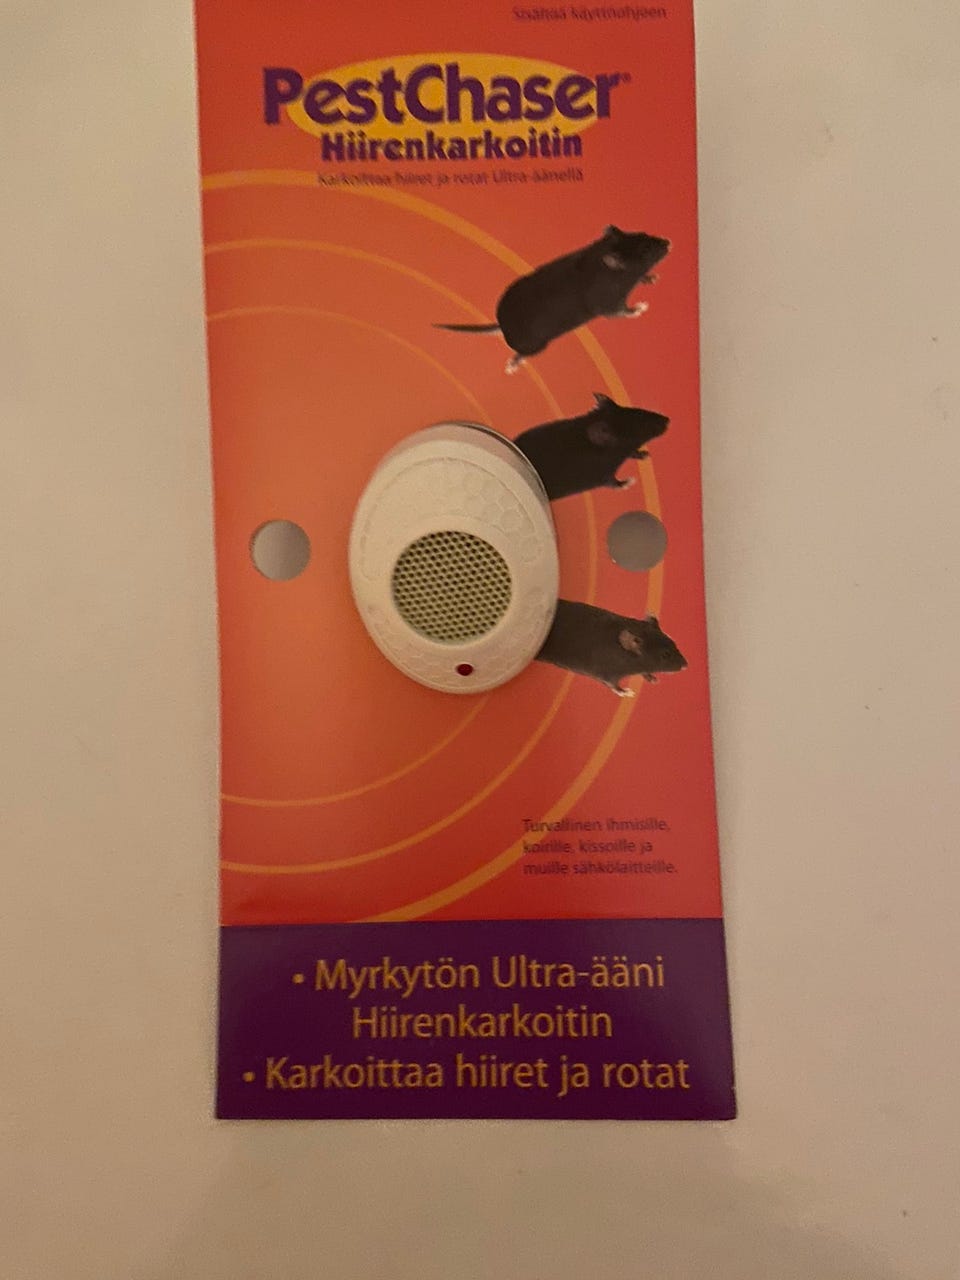 Sisältää käyttöohjeen
PestChaser®
Hiirenkarkoitin
Karkoittaa hiiret ja rotat Ultra-äänellä
Turvallinen ihmisille,
koirille, kissoille ja
muille sähkölaitteille.
• Myrkytön Ultra-ääni
Hiirenkarkoitin
• Karkoittaa hiiret ja rotat